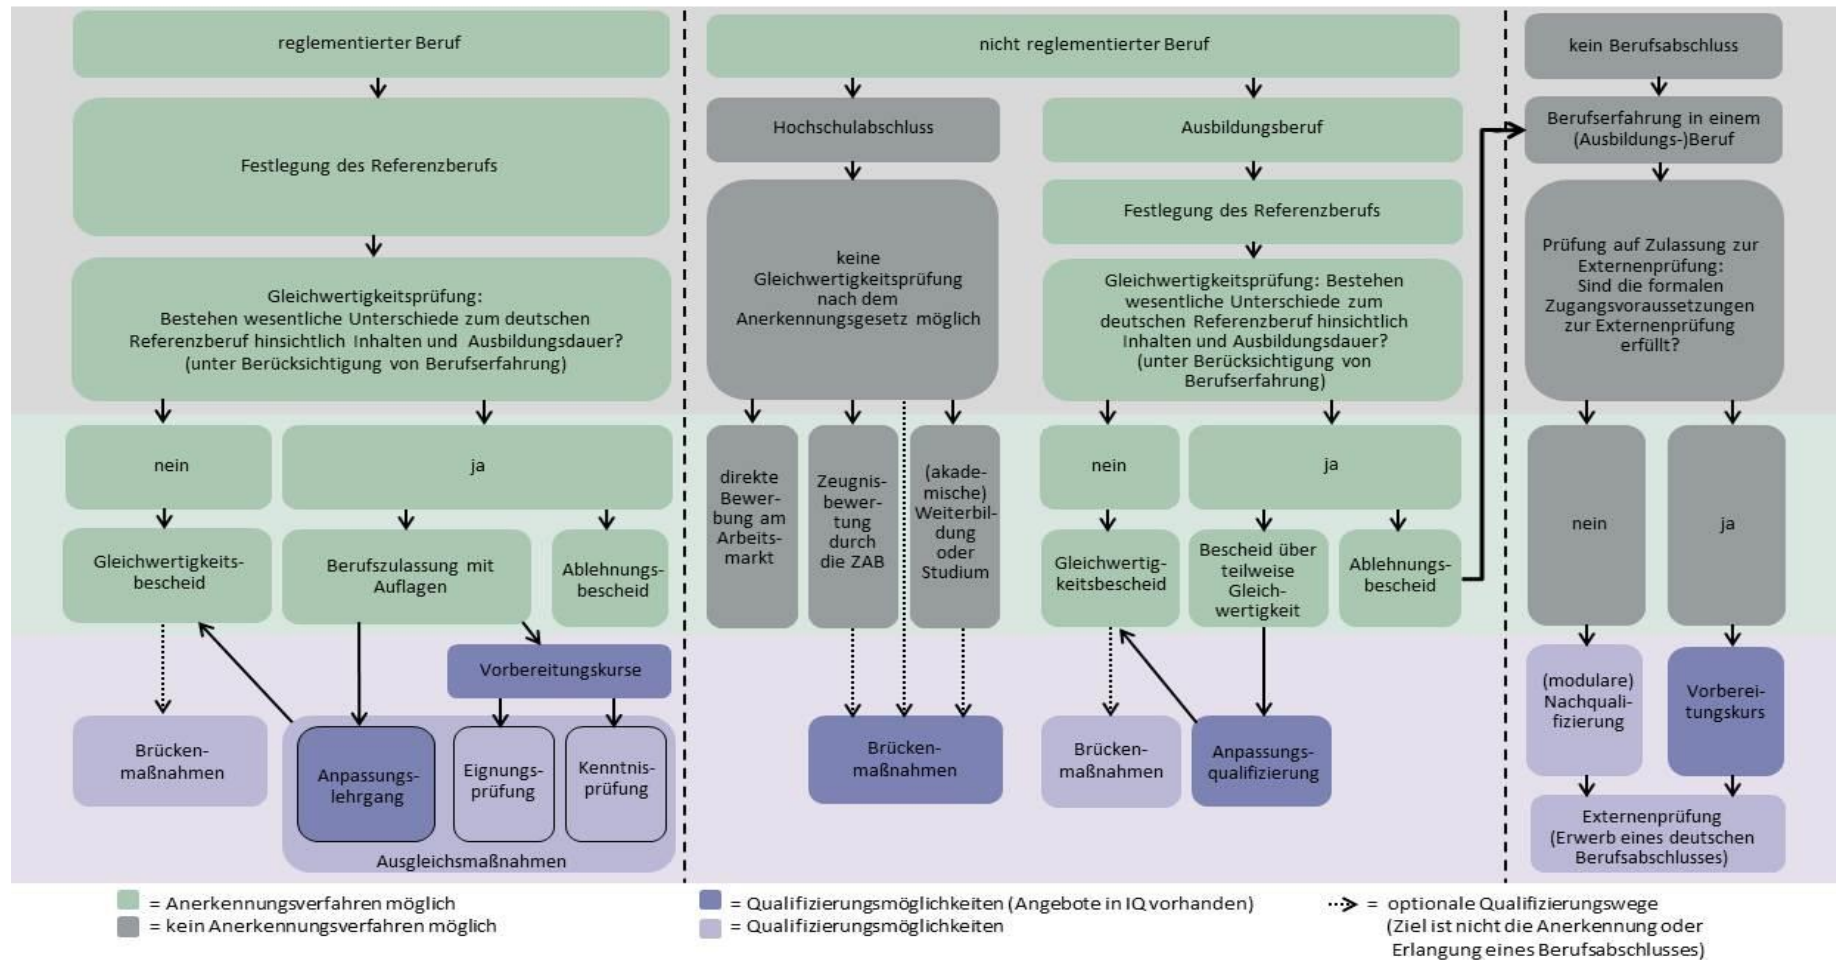 reglementierter Beruf
Festlegung des Referenzberufs
Gleichwertigkeitsprüfung:
Bestehen wesentliche Unterschiede zum deutschen
Referenzberuf hinsichtlich Inhalten und Ausbildungsdauer?
(unter Berücksichtigung von Berufserfahrung)
nein
ja
Gleichwertigkeits-
bescheid
Berufszulassung mit
Auflagen
Ablehnungs-
bescheid
Vorbereitungskurse
Brücken-
maßnahmen
Anpassungs-
lehrgang
Eignungs-
prüfung
Kenntnis-
prüfung
Ausgleichsmaßnahmen
nicht reglementierter Beruf
Hochschulabschluss
keine
Gleichwertigkeitsprüfung
nach dem
Anerkennungsgesetz möglich
direkte
Bewer-
bung am
Arbeits-
markt
Zeugnis-
bewer-
tung
durch
die ZAB
(akade-
mische)
Weiterbil-
dung
oder
Studium
Brücken-
maßnahmen
Ausbildungsberuf
Festlegung des Referenzberufs
Gleichwertigkeitsprüfung: Bestehen
wesentliche Unterschiede zum
deutschen Referenzberuf hinsichtlich
Inhalten und Ausbildungsdauer?
(unter Berücksichtigung von
Berufserfahrung)
nein
ja
Gleichwertig-
keitsbescheid
Bescheid über
teilweise
Gleich-
wertigkeit
Ablehnungs-
bescheid
Brücken-
maßnahmen
Anpassungs-
qualifizierung
kein Berufsabschluss
Berufserfahrung in einem
(Ausbildungs-)Beruf
Prüfung auf Zulassung zur
Externenprüfung:
Sind die formalen
Zugangsvoraussetzungen
zur Externenprüfung
erfüllt?
nein
ja
(modulare)
Nachquali-
fizierung
Vorberei-
tungskurs
Externenprüfung
(Erwerb eines deutschen
Berufsabschlusses)
= Anerkennungsverfahren möglich
= kein Anerkennungsverfahren möglich
= Qualifizierungsmöglichkeiten (Angebote in IQ vorhanden)
= Qualifizierungsmöglichkeiten
= optionale Qualifizierungswege
(Ziel ist nicht die Anerkennung oder
Erlangung eines Berufsabschlusses)